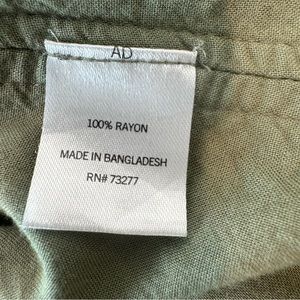 AD
100% RAYON
MADE IN BANGLADESH
RN# 73277